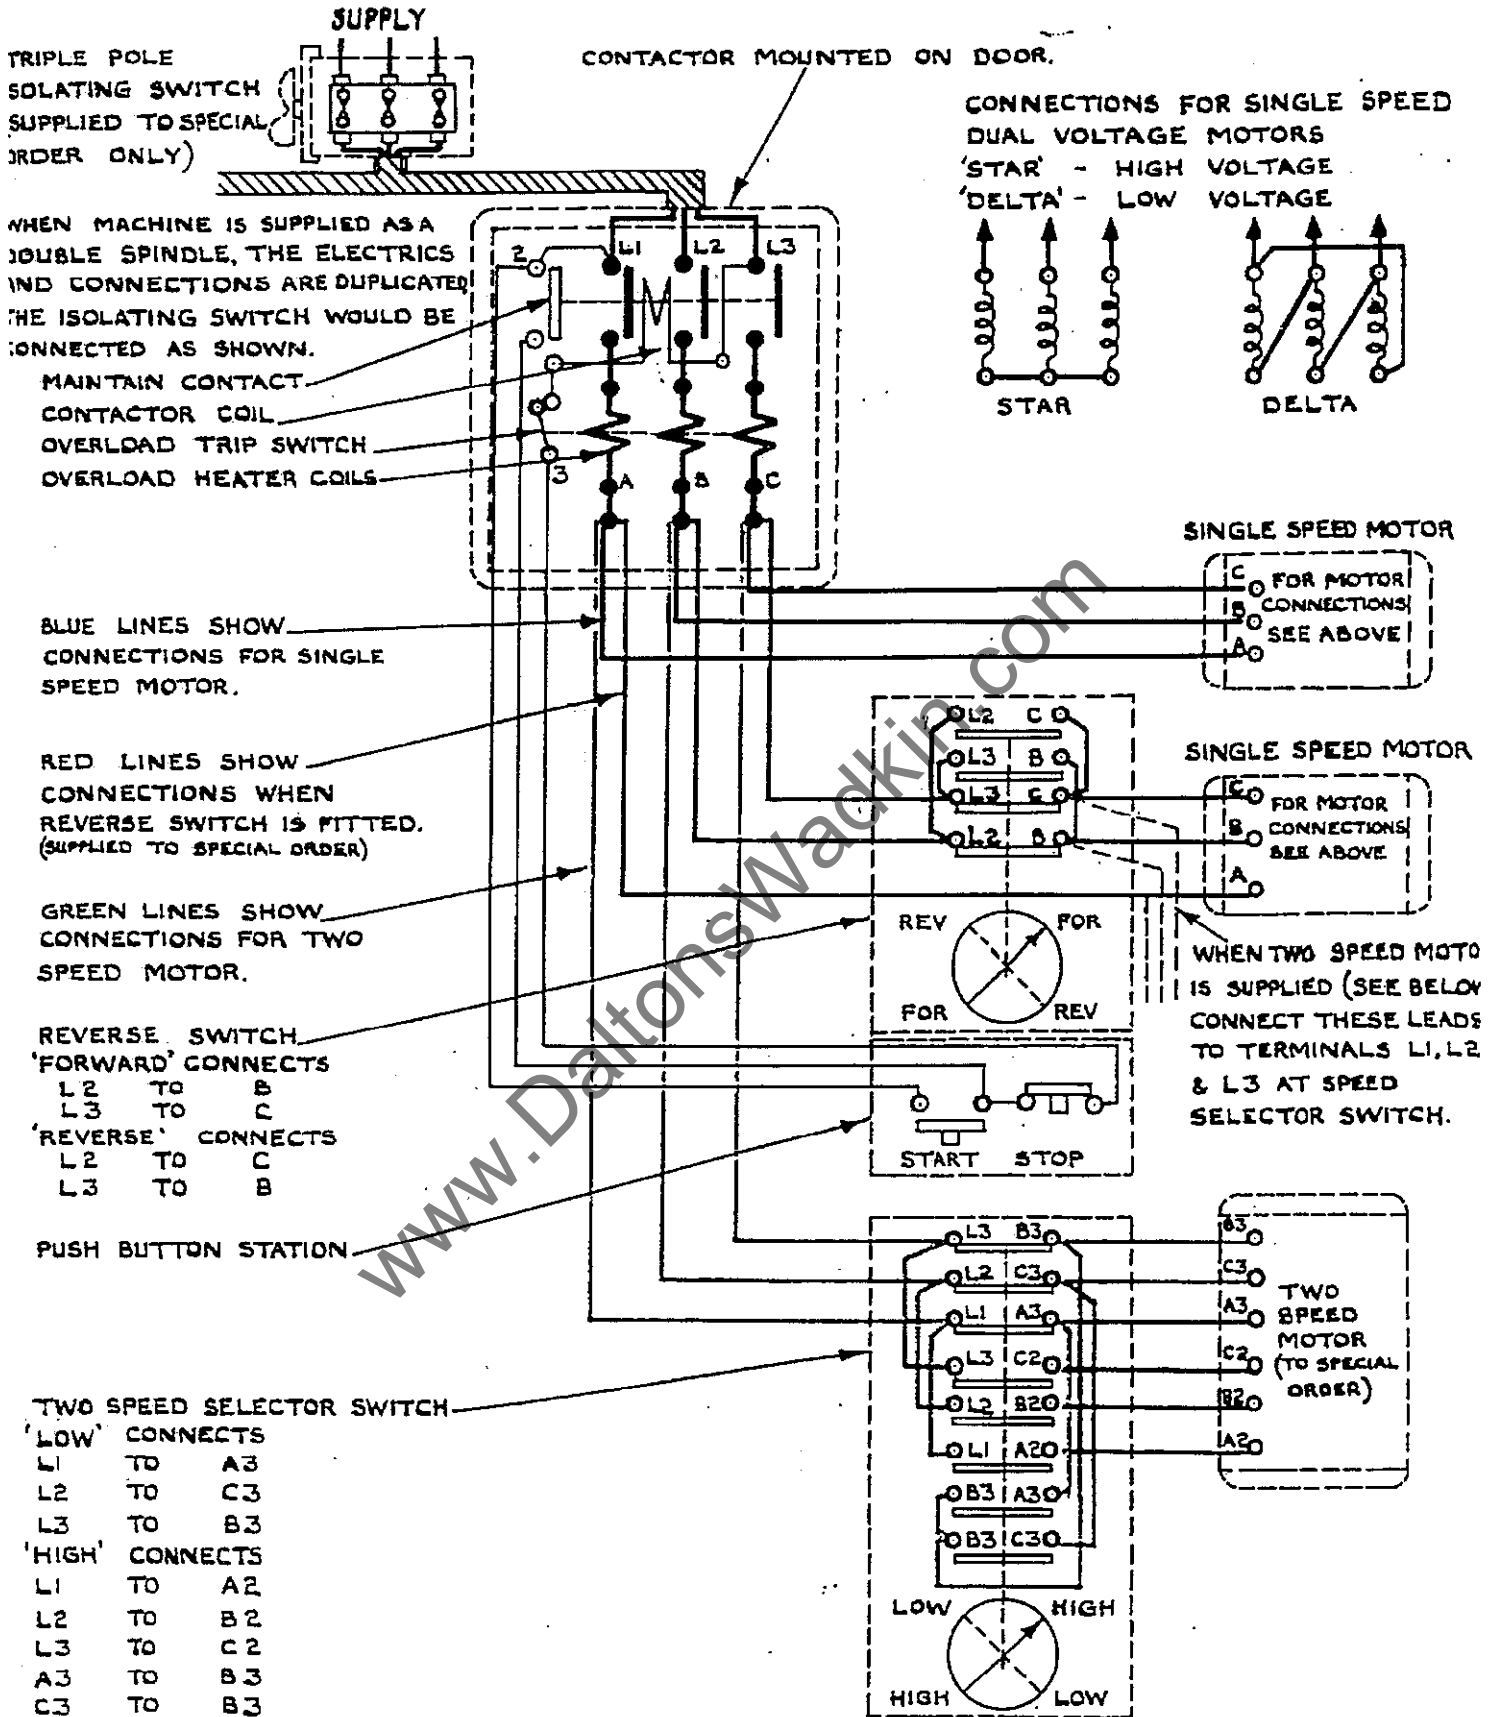 SUPPLY
TRIPLE POLE
SOLATING SWITCH
SUPPLIED TO SPECIAL
ORDER ONLY)
CONTACTOR MOUNTED ON DOOR.
CONNECTIONS FOR SINGLE SPEED
DUAL VOLTAGE MOTORS
'STAR' - HIGH VOLTAGE
'DELTA' - LOW VOLTAGE
STAR
DELTA
WHEN MACHINE IS SUPPLIED AS A
DOUBLE SPINDLE, THE ELECTRICS
AND CONNECTIONS ARE DUPLICATED
THE ISOLATING SWITCH WOULD BE
CONNECTED AS SHOWN.
MAINTAIN CONTACT
CONTACTOR COIL
OVERLOAD TRIP SWITCH
OVERLOAD HEATER COILS
2 L1 L2 L3
3 A B C
BLUE LINES SHOW
CONNECTIONS FOR SINGLE
SPEED MOTOR.
RED LINES SHOW
CONNECTIONS WHEN
REVERSE SWITCH IS FITTED.
(SUPPLIED TO SPECIAL ORDER)
GREEN LINES SHOW
CONNECTIONS FOR TWO
SPEED MOTOR.
SINGLE SPEED MOTOR
C
B
A
FOR MOTOR
CONNECTIONS
SEE ABOVE
L2 C
L3 B
L3 C
L2 B
REV FOR
FOR REV
SINGLE SPEED MOTOR
C
B
A
FOR MOTOR
CONNECTIONS
SEE ABOVE
WHEN TWO SPEED MOTO
IS SUPPLIED (SEE BELOW
CONNECT THESE LEADS
TO TERMINALS L1, L2
& L3 AT SPEED
SELECTOR SWITCH.
REVERSE SWITCH
'FORWARD' CONNECTS
L2 TO B
L3 TO C
'REVERSE' CONNECTS
L2 TO C
L3 TO B
START STOP
PUSH BUTTON STATION
L3 B3
L2 C3
L1 A3
L3 C2
L2 B2
L1 A2
B3 A3
B3 C3
LOW HIGH
HIGH LOW
B3
C3
A3
C2
B2
A2
TWO
SPEED
MOTOR
(TO SPECIAL
ORDER)
TWO SPEED SELECTOR SWITCH
'LOW' CONNECTS
L1 TO A3
L2 TO C3
L3 TO B3
'HIGH' CONNECTS
L1 TO A2
L2 TO B2
L3 TO C2
A3 TO B3
C3 TO B3
www.DaltonsWadkin.com